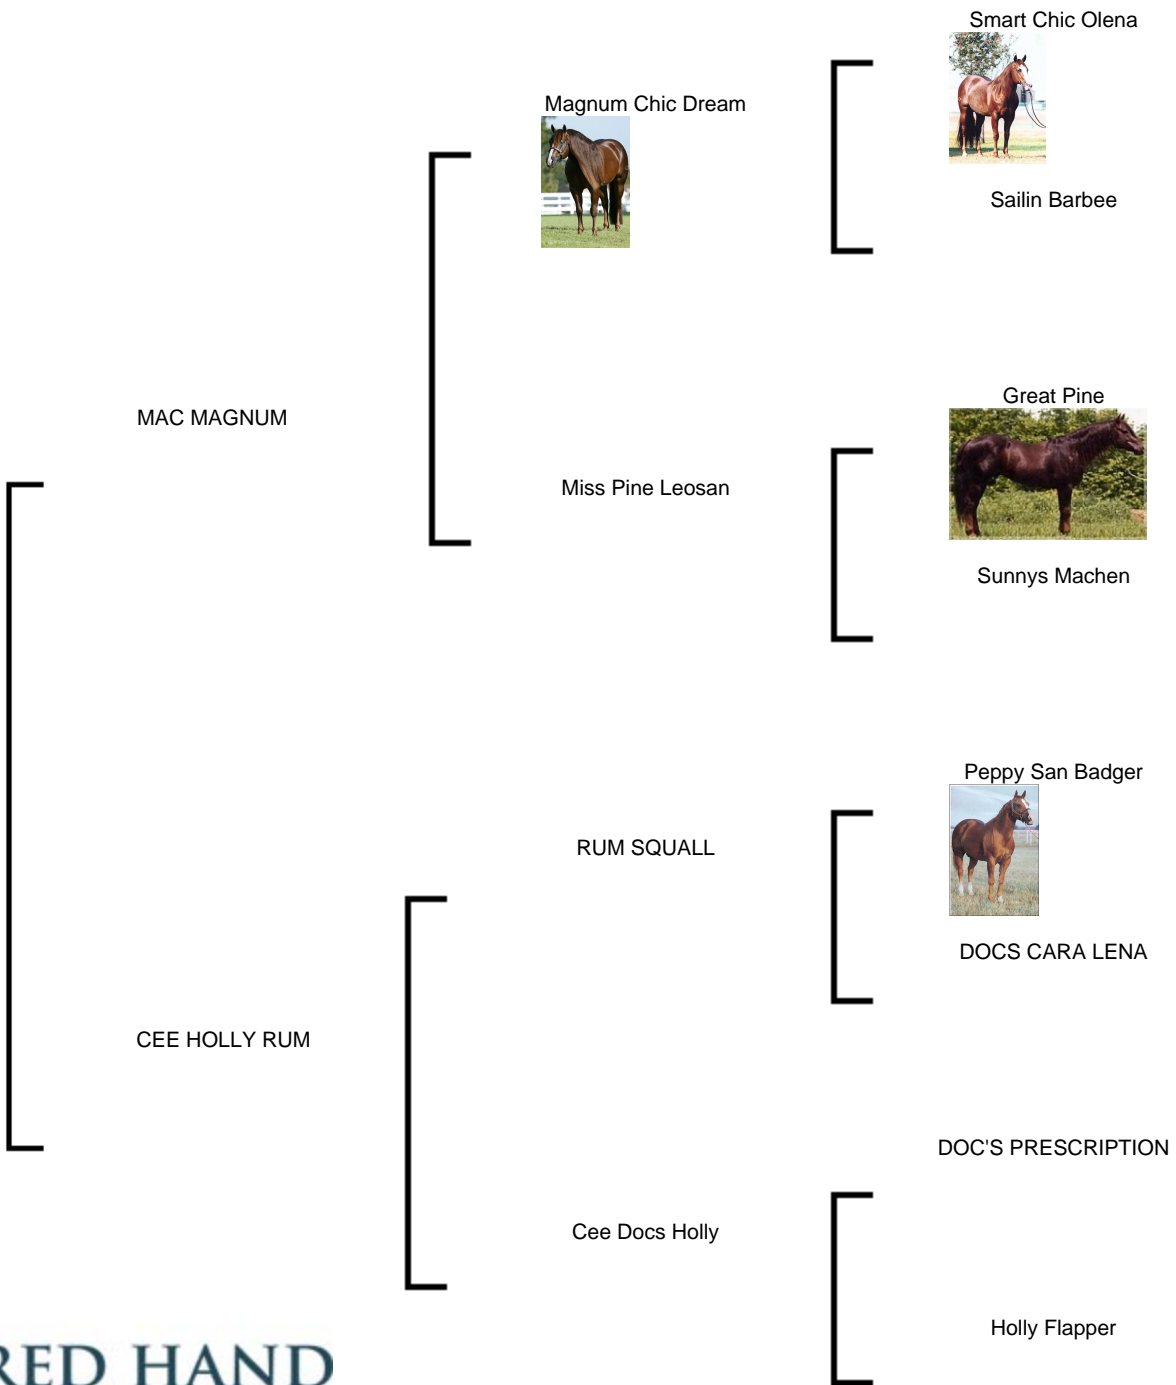 Smart Chic Olena
Magnum Chic Dream
Sailin Barbee
MAC MAGNUM
Great Pine
Miss Pine Leosan
Sunnys Machen
Peppy San Badger
RUM SQUALL
DOCS CARA LENA
CEE HOLLY RUM
DOC'S PRESCRIPTION
Cee Docs Holly
Holly Flapper
RED HAND